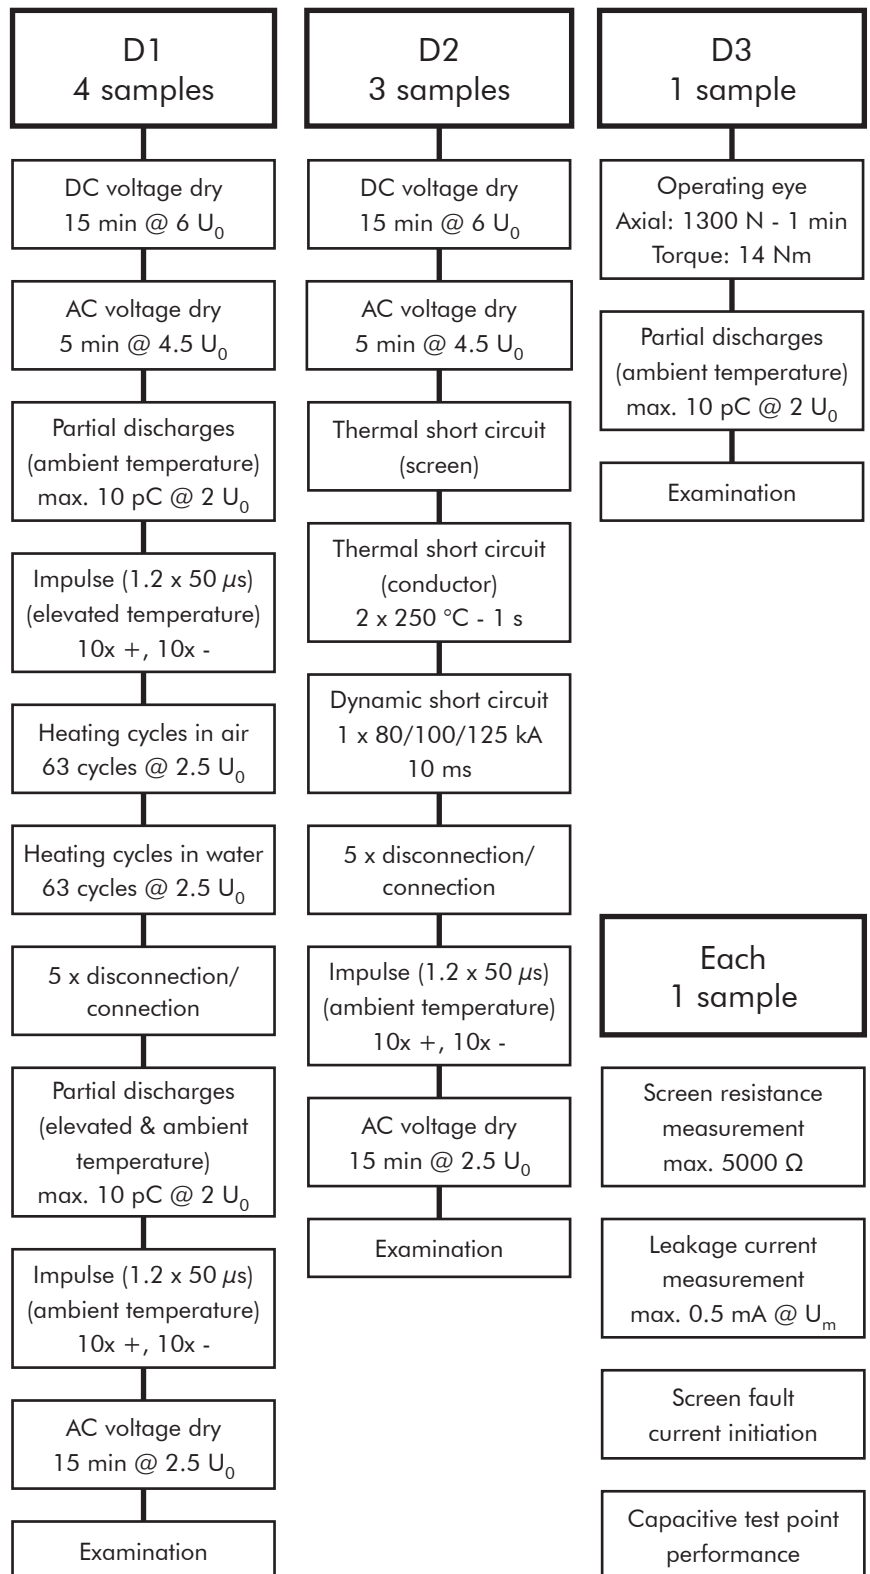 D1
4 samples
DC voltage dry
15 min @ 6 U₀
AC voltage dry
5 min @ 4.5 U₀
Partial discharges
(ambient temperature)
max. 10 pC @ 2 U₀
Impulse (1.2 x 50 µs)
(elevated temperature)
10x +, 10x -
Heating cycles in air
63 cycles @ 2.5 U₀
Heating cycles in water
63 cycles @ 2.5 U₀
5 x disconnection/
connection
Partial discharges
(elevated & ambient
temperature)
max. 10 pC @ 2 U₀
Impulse (1.2 x 50 µs)
(ambient temperature)
10x +, 10x -
AC voltage dry
15 min @ 2.5 U₀
Examination
D2
3 samples
DC voltage dry
15 min @ 6 U₀
AC voltage dry
5 min @ 4.5 U₀
Thermal short circuit
(screen)
Thermal short circuit
(conductor)
2 x 250 °C - 1 s
Dynamic short circuit
1 x 80/100/125 kA
10 ms
5 x disconnection/
connection
Impulse (1.2 x 50 µs)
(ambient temperature)
10x +, 10x -
AC voltage dry
15 min @ 2.5 U₀
Examination
D3
1 sample
Operating eye
Axial: 1300 N - 1 min
Torque: 14 Nm
Partial discharges
(ambient temperature)
max. 10 pC @ 2 U₀
Examination
Each
1 sample
Screen resistance
measurement
max. 5000 Ω
Leakage current
measurement
max. 0.5 mA @ Uₘ
Screen fault
current initiation
Capacitive test point
performance